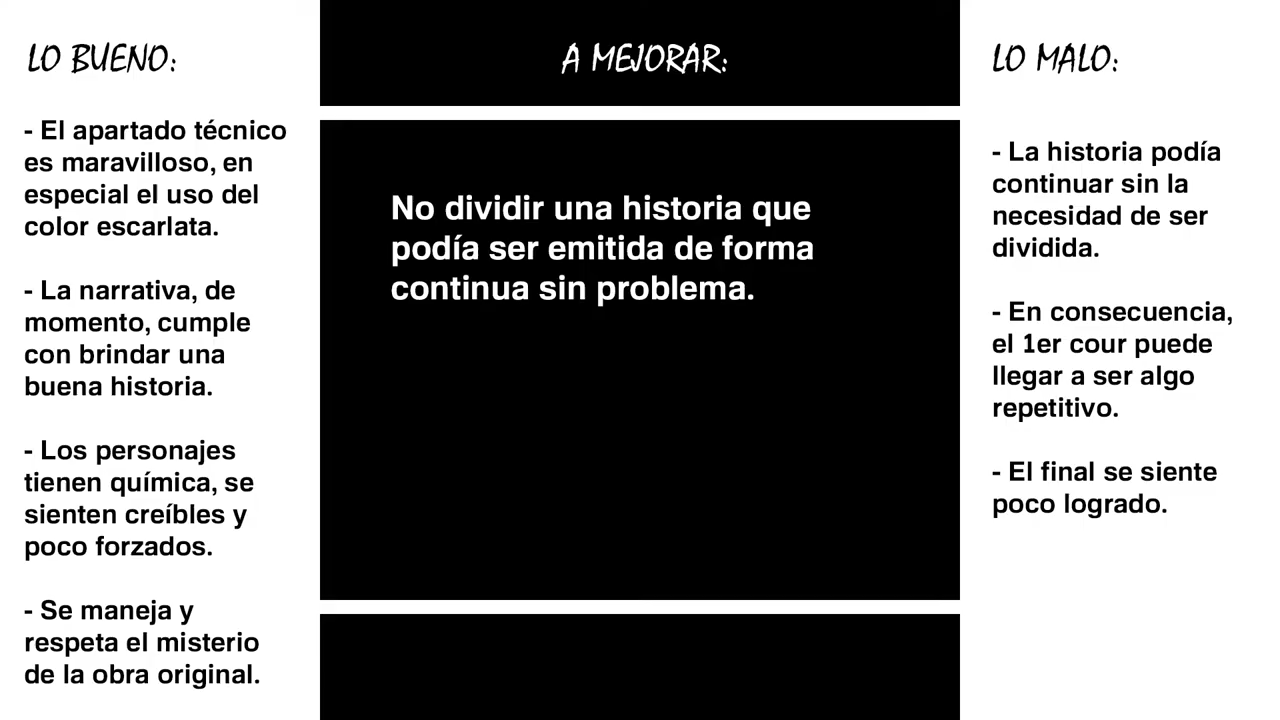 LO BUENO:
- El apartado técnico
es maravilloso, en
especial el uso del
color escarlata.
- La narrativa, de
momento, cumple
con brindar una
buena historia.
- Los personajes
tienen química, se
sienten creíbles y
poco forzados.
- Se maneja y
respeta el misterio
de la obra original.
A MEJORAR:
No dividir una historia que
podía ser emitida de forma
continua sin problema.
LO MALO:
- La historia podía
continuar sin la
necesidad de ser
dividida.
- En consecuencia,
el 1er cour puede
llegar a ser algo
repetitivo.
- El final se siente
poco logrado.